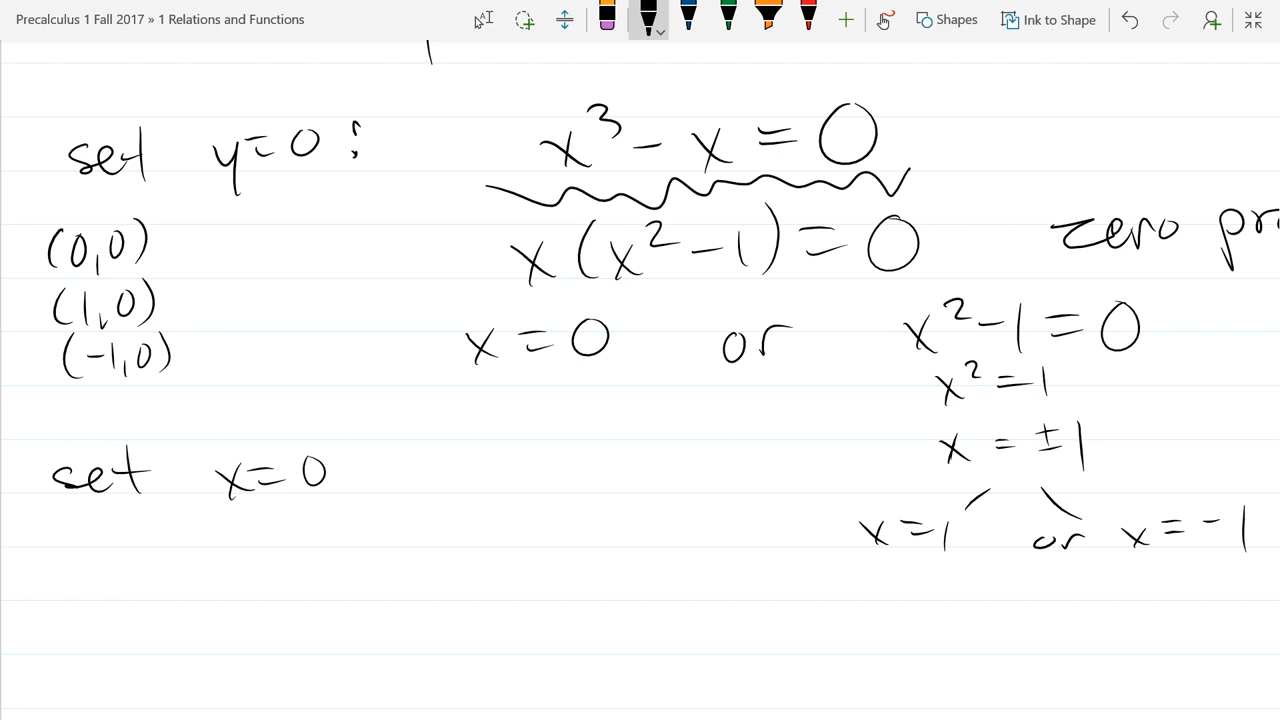 Precalculus 1 Fall 2017 » 1 Relations and Functions
Shapes
Ink to Shape
set y=0 :
x³ - x = 0
x(x² - 1) = 0
zero
(0,0)
(1,0)
(-1,0)
x = 0 or x² - 1 = 0
x² = 1
x = ±1
x = 1 or x = -1
set x=0